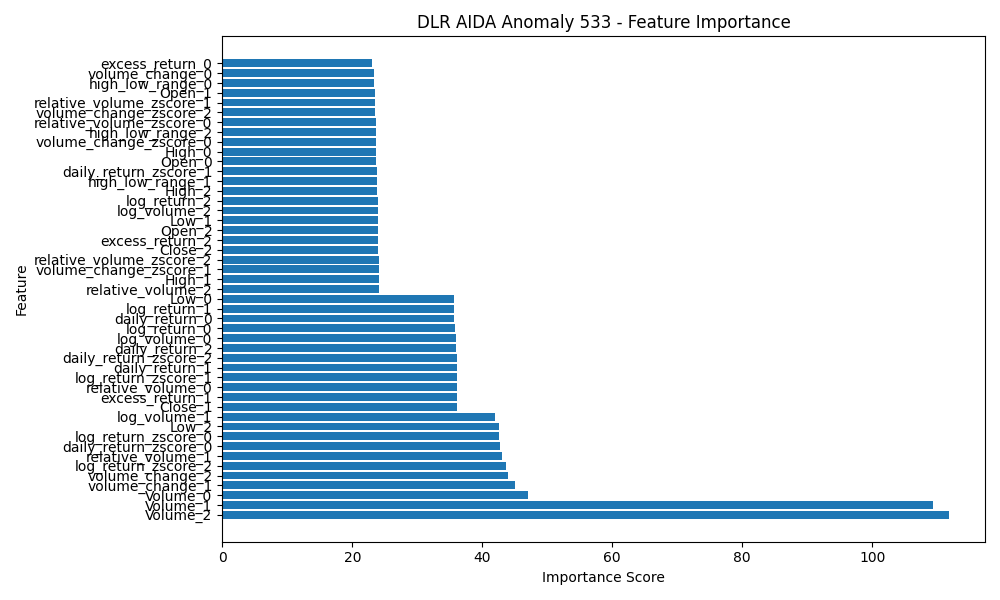 DLR AIDA Anomaly 533 - Feature Importance
excess_return_0
volume_change_0
high_low_range_0
Open_1
relative_volume_zscore_1
volume_change_zscore_2
relative_volume_zscore_0
high_low_range_2
volume_change_zscore_0
High_0
Open_0
daily_return_zscore_1
high_low_range_1
High_2
log_return_2
log_volume_2
Low_1
Open_2
excess_return_2
Close_2
relative_volume_zscore_2
volume_change_zscore_1
High_1
relative_volume_2
Low_0
log_return_1
daily_return_0
log_return_0
log_volume_0
daily_return_2
daily_return_zscore_2
daily_return_1
log_return_zscore_1
relative_volume_0
excess_return_1
Close_1
log_volume_1
Low_2
log_return_zscore_0
daily_return_zscore_0
relative_volume_1
log_return_zscore_2
volume_change_2
volume_change_1
Volume_0
Volume_1
Volume_2
Feature
0 20 40 60 80 100
Importance Score